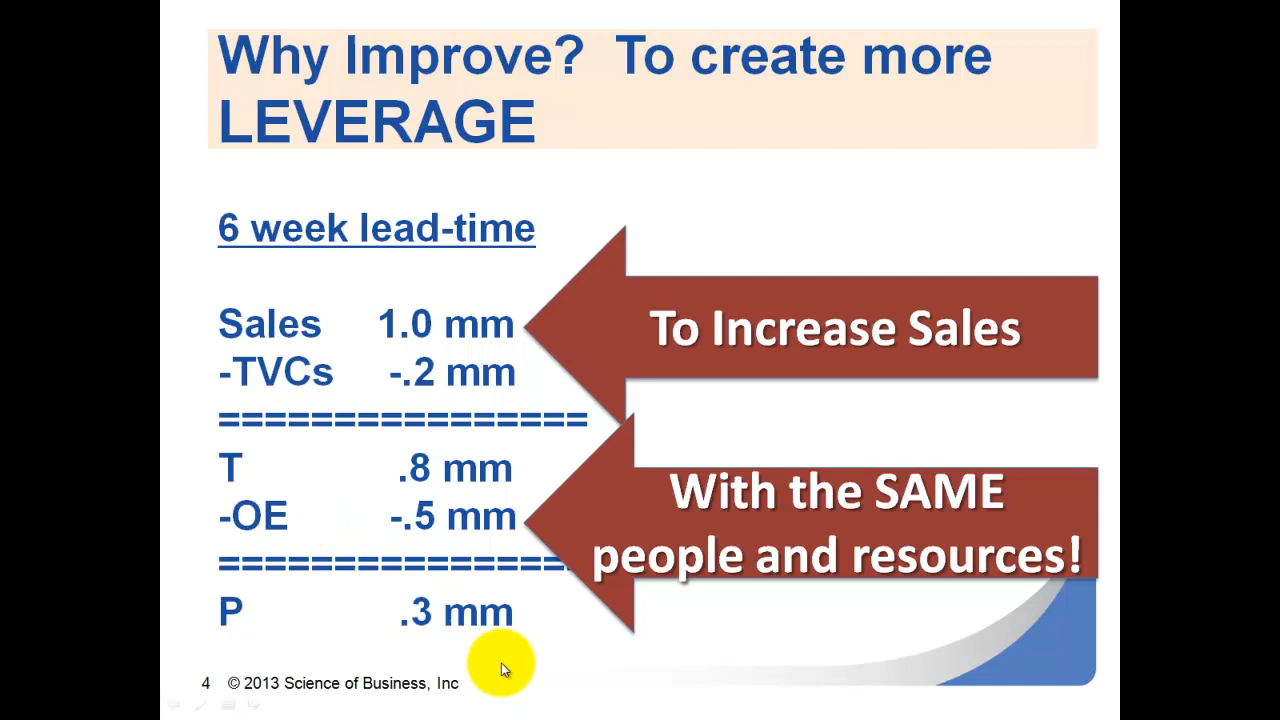 Why Improve?  To create more
LEVERAGE
6 week lead-time
Sales 1.0 mm
-TVCs -.2 mm
================
T .8 mm
-OE -.5 mm
===============
P .3 mm
To Increase Sales
With the SAME
people and resources!
4 © 2013 Science of Business, Inc